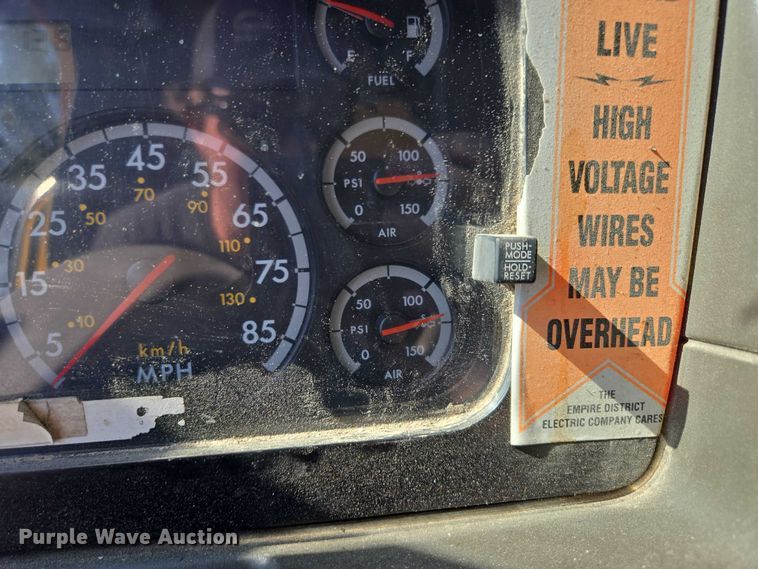 E F
FUEL
50 100
PSI
0 150
AIR
50 100
PSI
0 150
AIR
5 15 25 35 45 55 65 75 85
10 30 50 70 90 110 130
km/h
MPH
PUSH-
MODE
HOLD-
RESET
LIVE
HIGH
VOLTAGE
WIRES
MAY BE
OVERHEAD
THE
EMPIRE DISTRICT
ELECTRIC COMPANY CARES
Purple Wave Auction